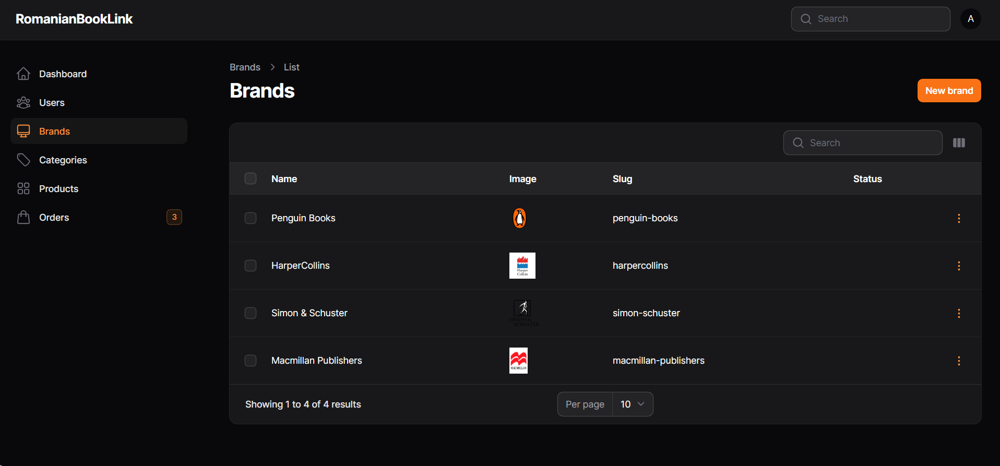 RomanianBookLink
Search
A
Dashboard
Users
Brands
Categories
Products
Orders
3
Brands
List
Brands
New brand
Search
Name
Image
Slug
Status
Penguin Books
penguin-books
HarperCollins
Harper
Collins
harpercollins
Simon & Schuster
SIMON &
SCHUSTER
simon-schuster
Macmillan Publishers
MACMILLAN
macmillan-publishers
Showing 1 to 4 of 4 results
Per page
10